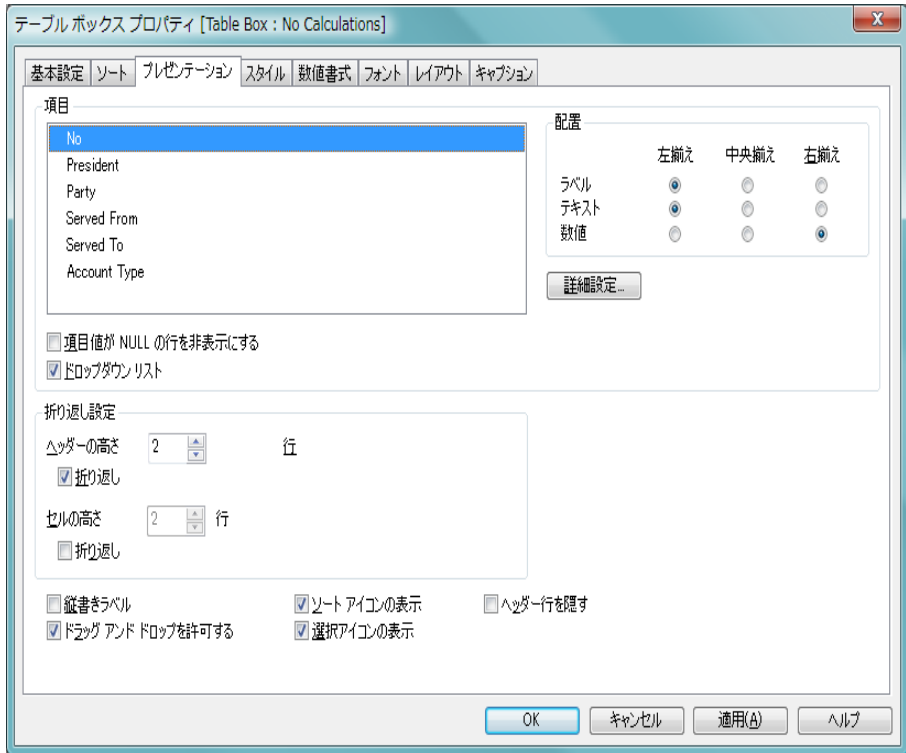 テーブル ボックス プロパティ [Table Box : No Calculations]
X
基本設定 ソート プレゼンテーション スタイル 数値書式 フォント レイアウト キャプション
項目
No
President
Party
Served From
Served To
Account Type
配置
左揃え 中央揃え 右揃え
ラベル
テキスト
数値
詳細設定...
項目値が NULL の行を非表示にする
ドロップダウン リスト
折り返し設定
ヘッダーの高さ 2 行
折り返し
セルの高さ 2 行
折り返し
縦書きラベル ソート アイコンの表示 ヘッダー行を隠す
ドラッグ アンド ドロップを許可する 選択アイコンの表示
OK キャンセル 適用(A) ヘルプ